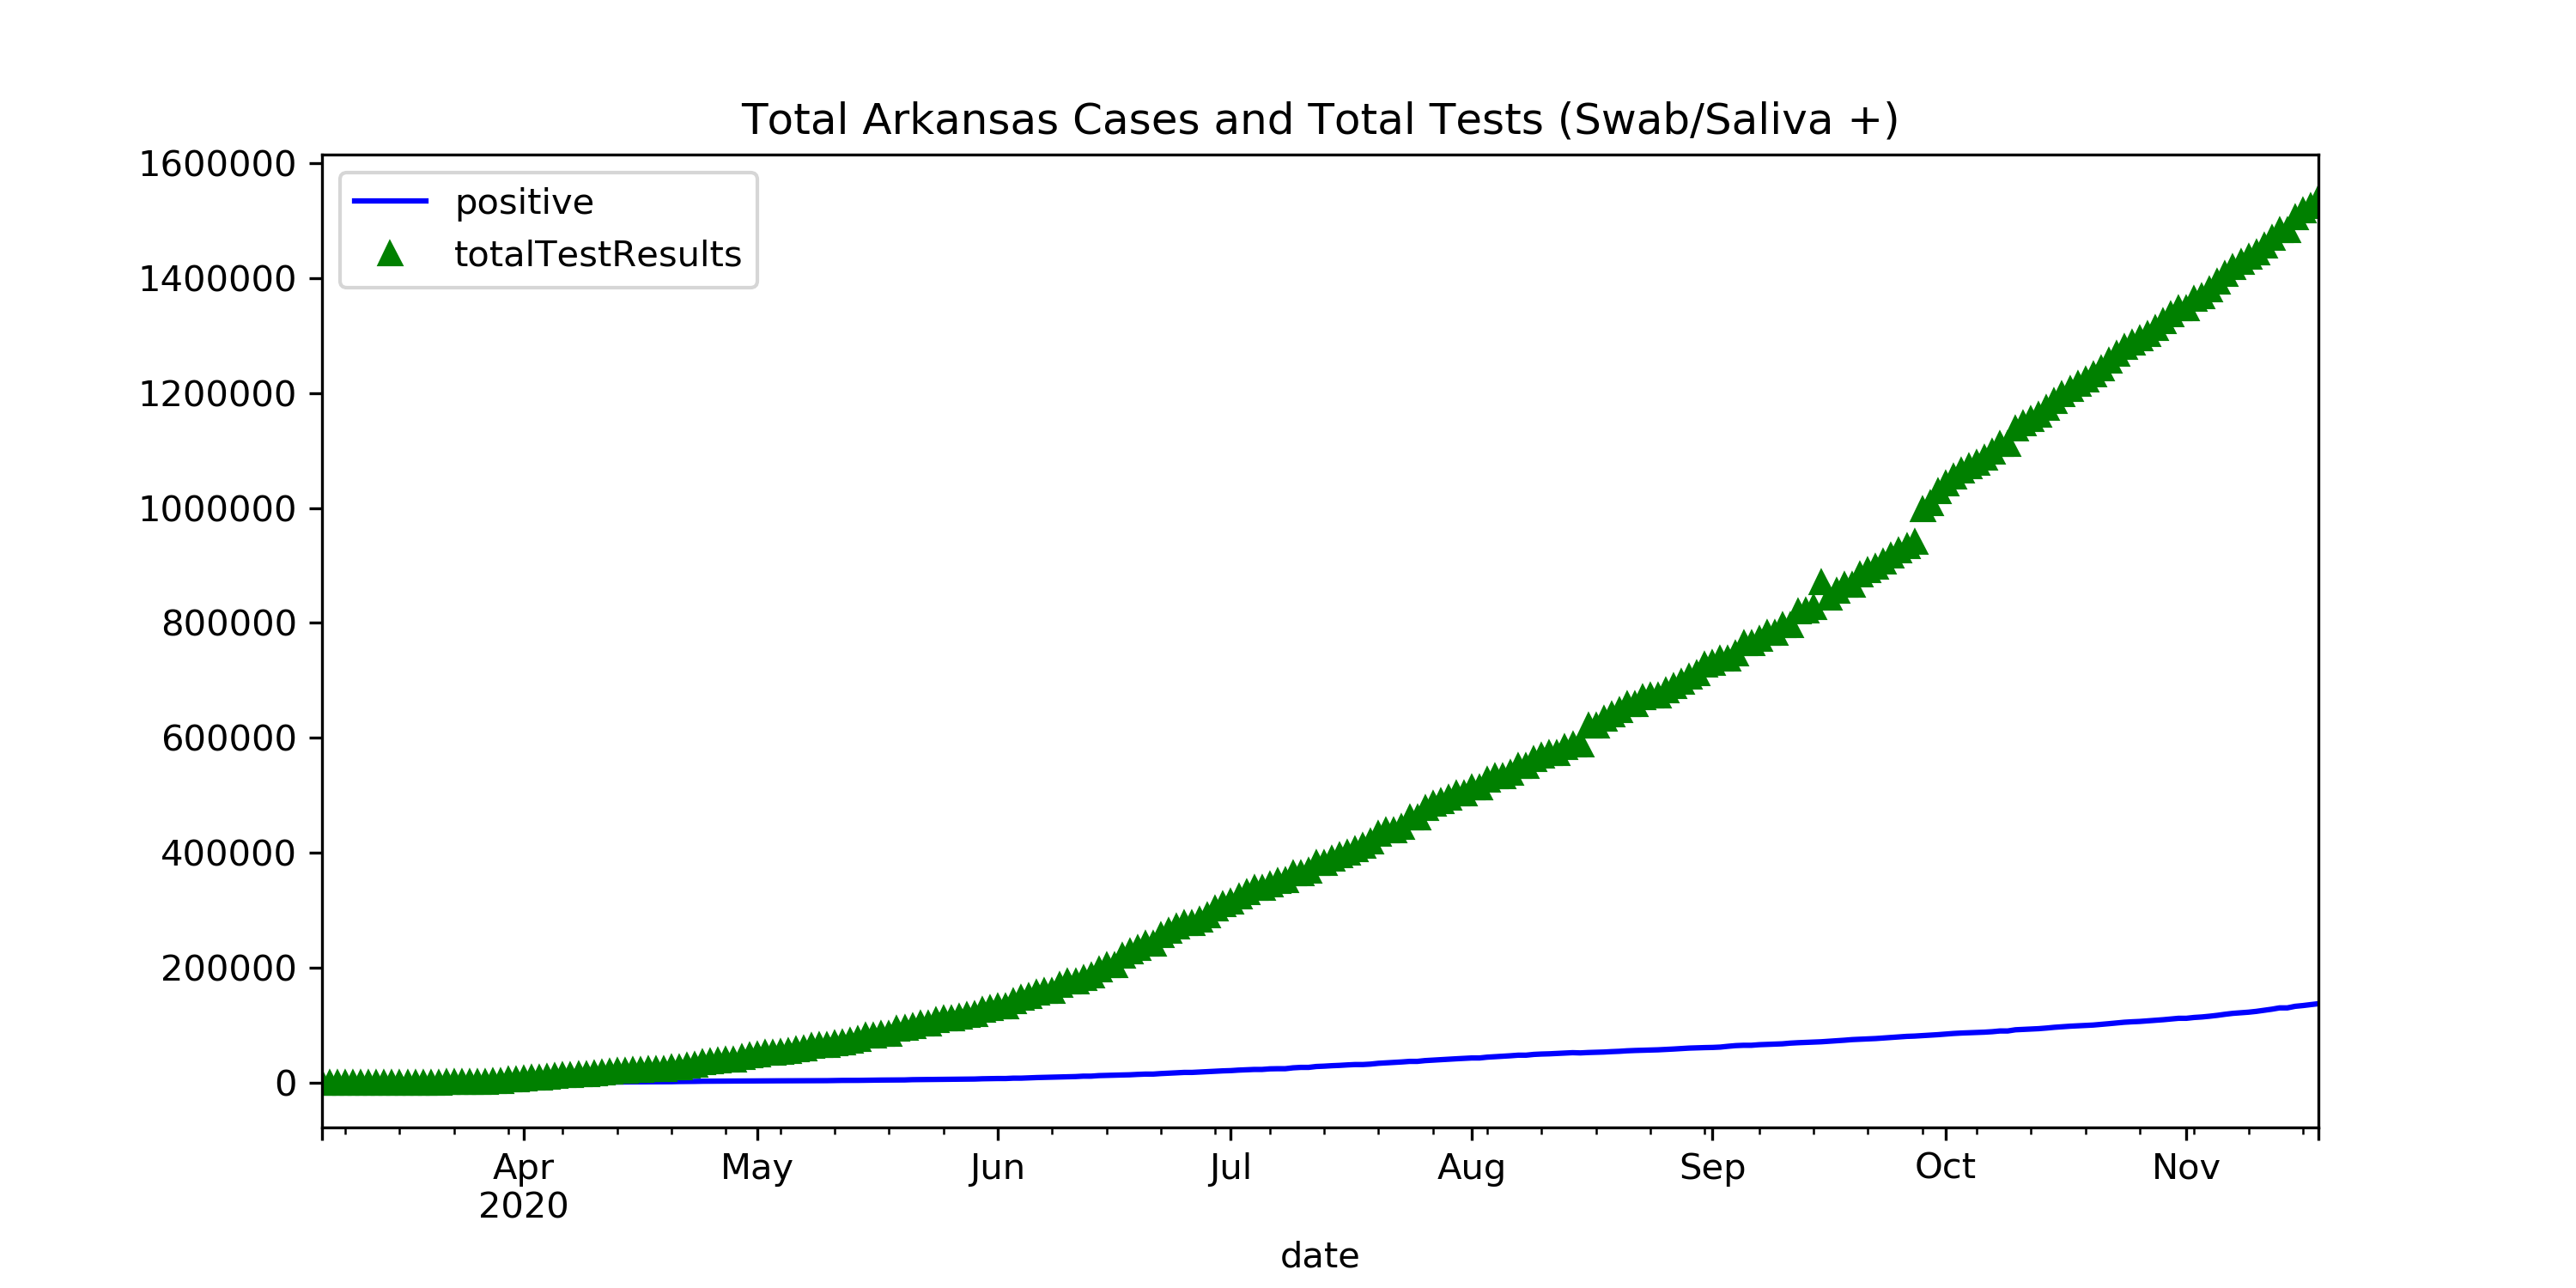 Total Arkansas Cases and Total Tests (Swab/Saliva +)
positive
totalTestResults
1600000
1400000
1200000
1000000
800000
600000
400000
200000
0
Apr May Jun Jul Aug Sep Oct Nov
2020
date